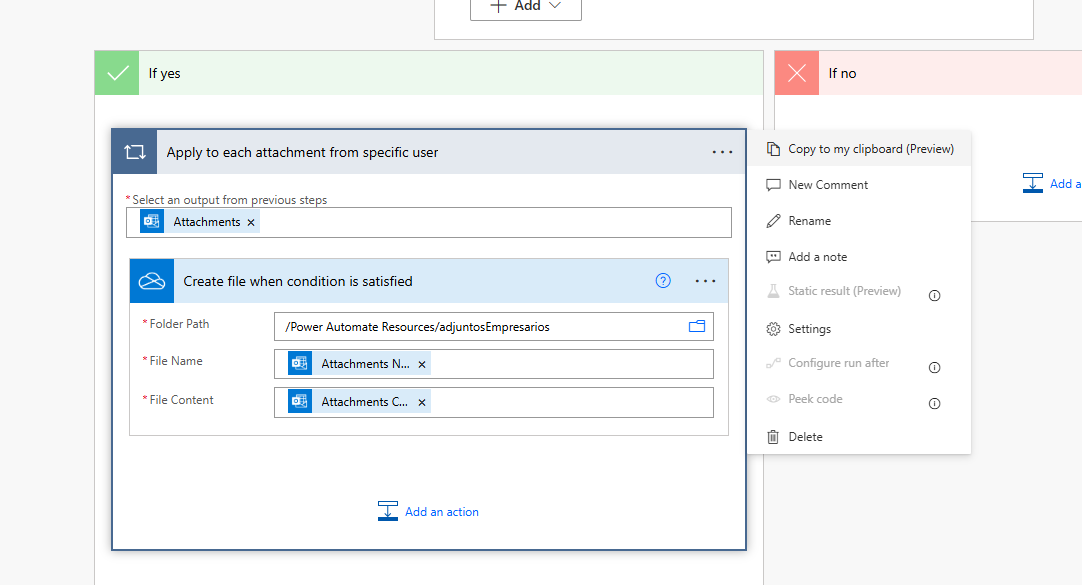 Add
If yes
If no
Apply to each attachment from specific user
Copy to my clipboard (Preview)
New Comment
Rename
Add a note
Static result (Preview)
Settings
Configure run after
Peek code
Delete
*Select an output from previous steps
Attachments ×
Create file when condition is satisfied
*Folder Path
/Power Automate Resources/adjuntosEmpresarios
*File Name
Attachments N... ×
*File Content
Attachments C... ×
Add an action
Add a